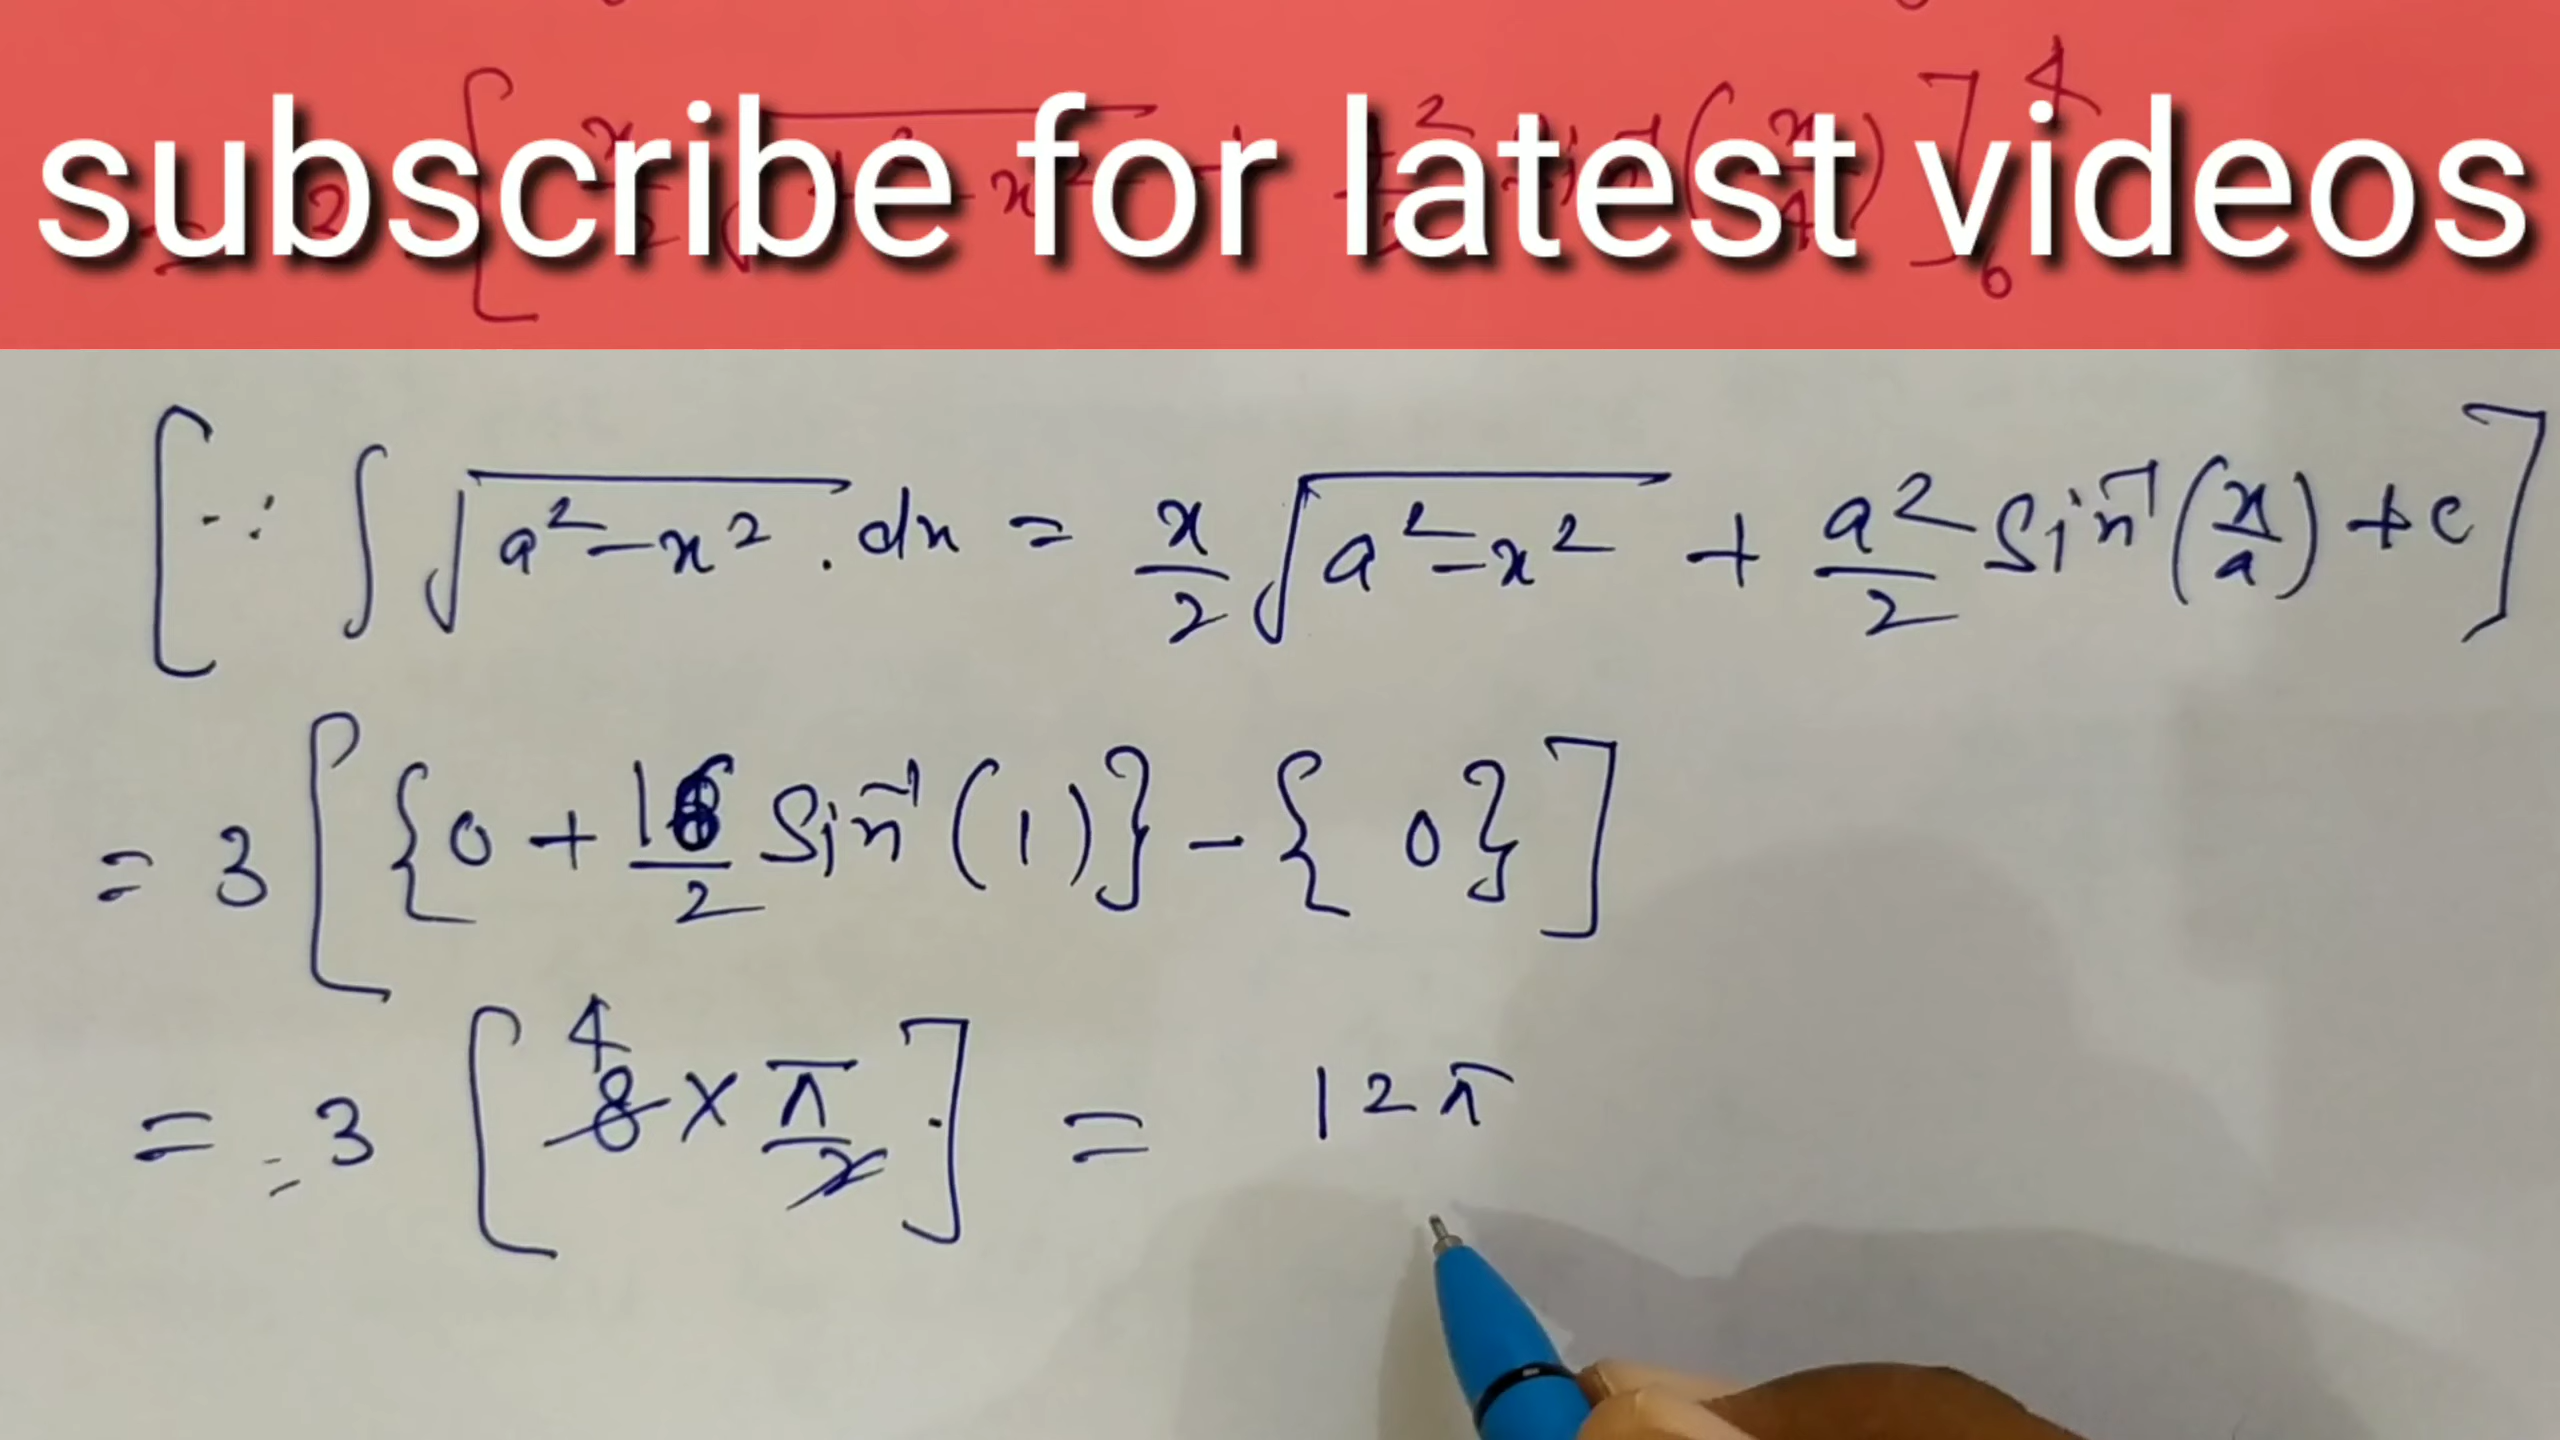 subscribe for latest videos
[∵ ∫ √(a² − x²) . dx = x/2 √(a² − x²) + a²/2 Sin⁻¹(x/a) + c]
= 3 [{0 + 16/2 Sin⁻¹(1)} − {0}]
= 3 [8 4 × π/2] = 12π